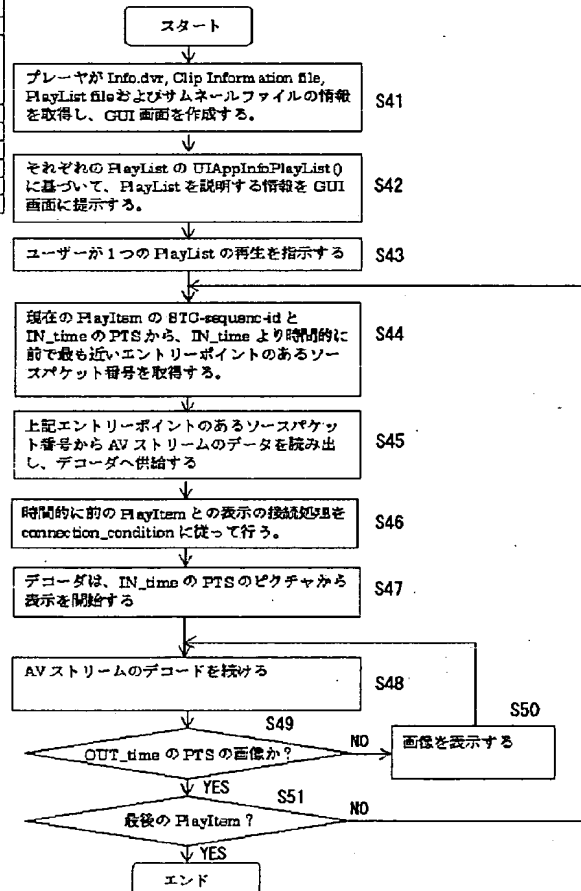 スタート
プレーヤが Info.dvr, Clip Information file,
PlayList fileおよびサムネールファイルの情報
を取得し、GUI 画面を作成する。
S41
それぞれの PlayList の UIAppInfoPlayList()
に基づいて、PlayList を説明する情報を GUI
画面に提示する。
S42
ユーザーが 1 つの PlayList の再生を指示する
S43
現在の PlayItem の STC-sequenc-id と
IN_time の PTS から、IN_time より時間的に
前で最も近いエントリーポイントのあるソー
スパケット番号を取得する。
S44
上記エントリーポイントのあるソースパケッ
ト番号から AV ストリームのデータを読み出
し、デコーダへ供給する
S45
時間的に前の PlayItem との表示の接続処理を
connection_condition に従って行う。
S46
デコーダは、IN_time の PTS のピクチャから
表示を開始する
S47
AV ストリームのデコードを続ける
S48
S49
OUT_time の PTS の画像か?
NO
S50
画像を表示する
YES
S51
最後の PlayItem ?
NO
YES
エンド